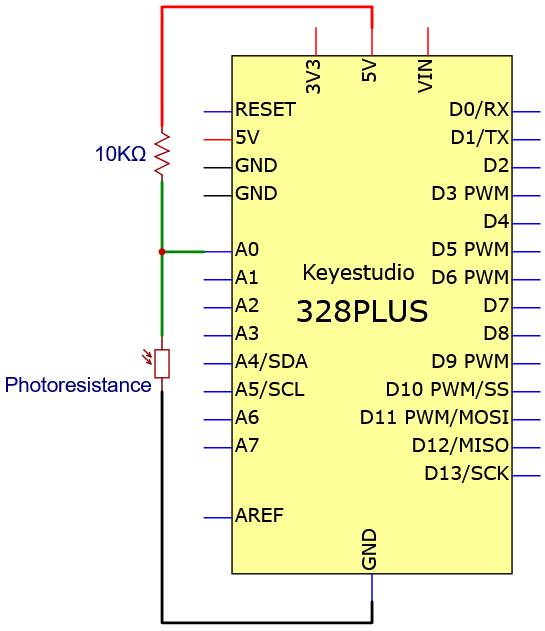 3V3
5V
VIN
RESET
5V
GND
GND
A0
A1
A2
A3
A4/SDA
A5/SCL
A6
A7
AREF
10KΩ
Photoresistance
Keyestudio
328PLUS
D0/RX
D1/TX
D2
D3 PWM
D4
D5 PWM
D6 PWM
D7
D8
D9 PWM
D10 PWM/SS
D11 PWM/MOSI
D12/MISO
D13/SCK
GND